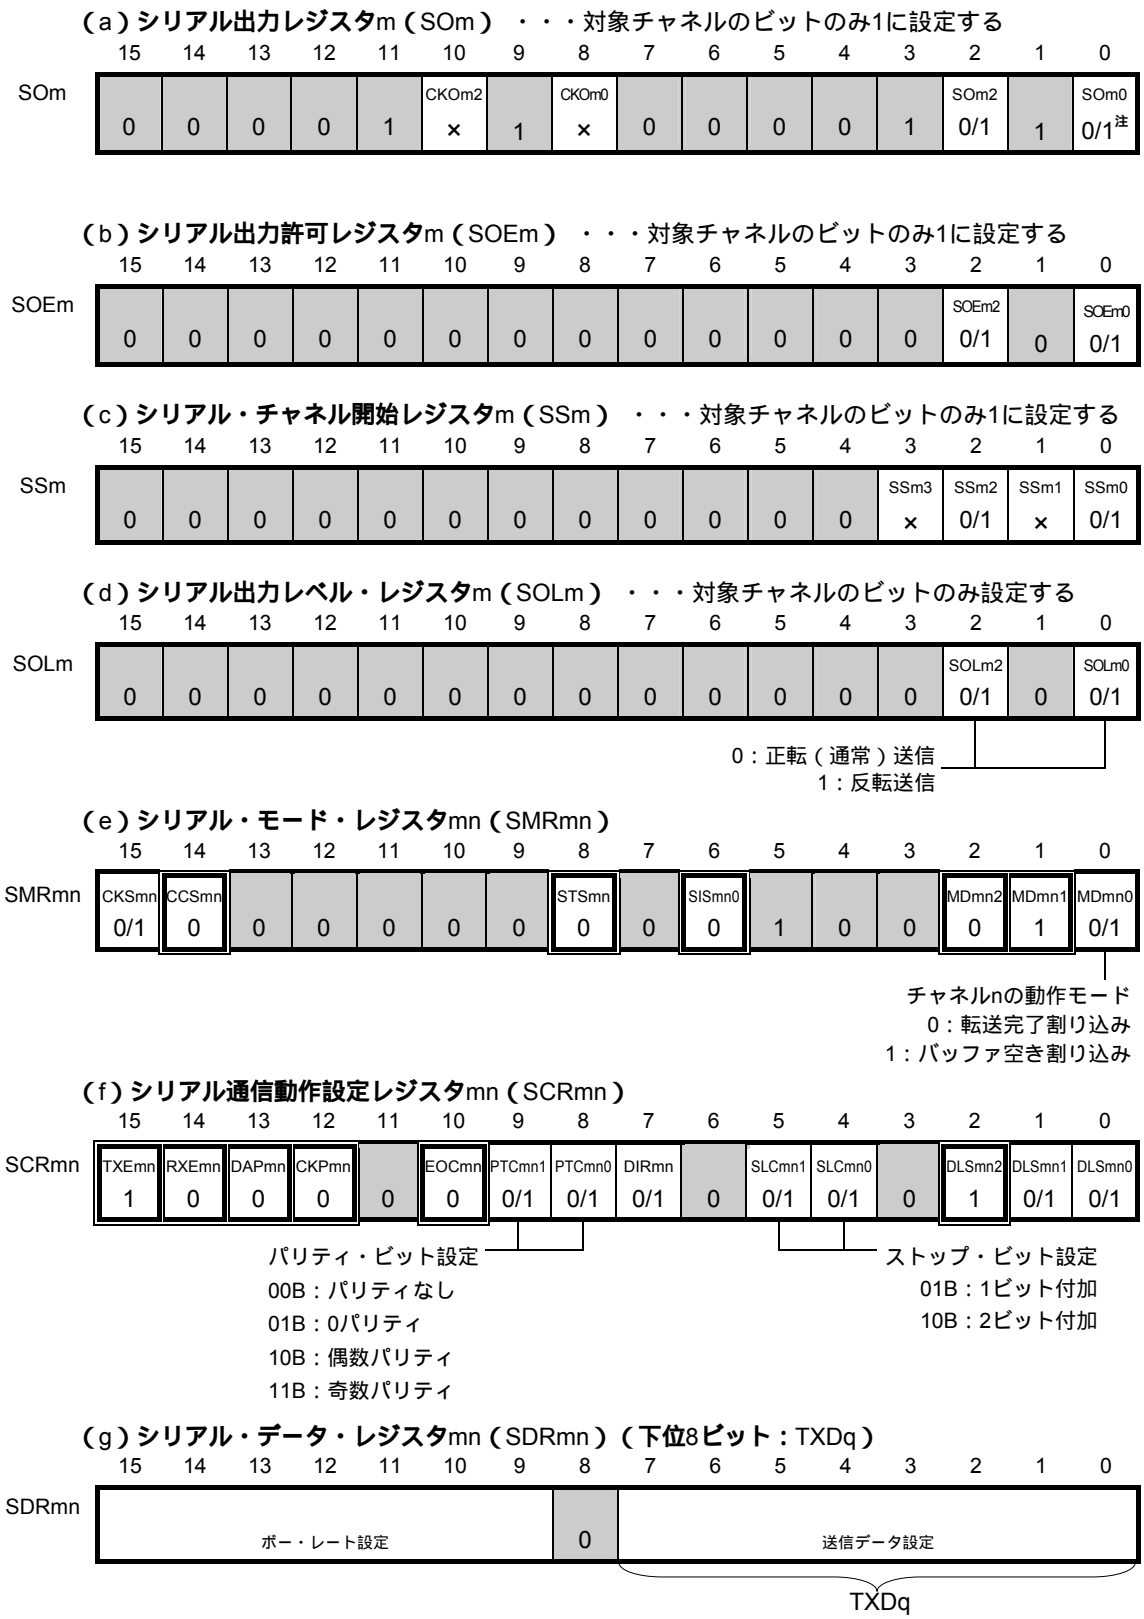 （a）シリアル出力レジスタm（SOm） ・・・対象チャネルのビットのみ1に設定する
15 14 13 12 11 10 9 8 7 6 5 4 3 2 1 0
CKOm2 CKOm0 SOm2 SOm0
SOm 0 0 0 0 1 × 1 × 0 0 0 0 1 0/1 1 0/1注
（b）シリアル出力許可レジスタm（SOEm） ・・・対象チャネルのビットのみ1に設定する
15 14 13 12 11 10 9 8 7 6 5 4 3 2 1 0
SOEm2 SOEm0
SOEm 0 0 0 0 0 0 0 0 0 0 0 0 0 0/1 0 0/1
（c）シリアル・チャネル開始レジスタm（SSm） ・・・対象チャネルのビットのみ1に設定する
15 14 13 12 11 10 9 8 7 6 5 4 3 2 1 0
SSm3 SSm2 SSm1 SSm0
SSm 0 0 0 0 0 0 0 0 0 0 0 0 × 0/1 × 0/1
（d）シリアル出力レベル・レジスタm（SOLm） ・・・対象チャネルのビットのみ設定する
15 14 13 12 11 10 9 8 7 6 5 4 3 2 1 0
SOLm2 SOLm0
SOLm 0 0 0 0 0 0 0 0 0 0 0 0 0 0/1 0 0/1
0：正転（通常）送信
1：反転送信
（e）シリアル・モード・レジスタmn（SMRmn）
15 14 13 12 11 10 9 8 7 6 5 4 3 2 1 0
CKSmn CCSmn STSmn SISmn0 MDmn2 MDmn1 MDmn0
SMRmn 0/1 0 0 0 0 0 0 0 0 0 1 0 0 0 1 0/1
チャネルnの動作モード
0：転送完了割り込み
1：バッファ空き割り込み
（f）シリアル通信動作設定レジスタmn（SCRmn）
15 14 13 12 11 10 9 8 7 6 5 4 3 2 1 0
TXEmn RXEmn DAPmn CKPmn EOCmn PTCmn1 PTCmn0 DIRmn SLCmn1 SLCmn0 DLSmn2 DLSmn1 DLSmn0
SCRmn 1 0 0 0 0 0 0/1 0/1 0/1 0 0/1 0/1 0 1 0/1 0/1
パリティ・ビット設定 ストップ・ビット設定
00B：パリティなし 01B：1ビット付加
01B：0パリティ 10B：2ビット付加
10B：偶数パリティ
11B：奇数パリティ
（g）シリアル・データ・レジスタmn（SDRmn）（下位8ビット：TXDq）
15 14 13 12 11 10 9 8 7 6 5 4 3 2 1 0
SDRmn ボー・レート設定 0 送信データ設定
TXDq